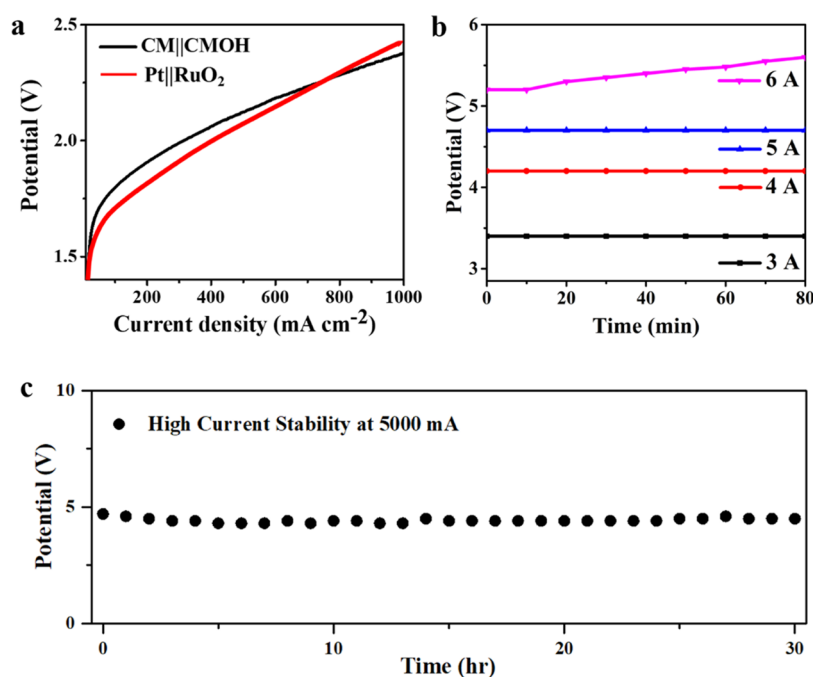 a
2.5
2.0
1.5
Potential (V)
CM||CMOH
Pt||RuO₂
200
400
600
800
1000
Current density (mA cm⁻²)
b
6
5
4
3
Potential (V)
6 A
5 A
4 A
3 A
0
20
40
60
80
Time (min)
c
10
5
0
Potential (V)
High Current Stability at 5000 mA
0
10
20
30
Time (hr)